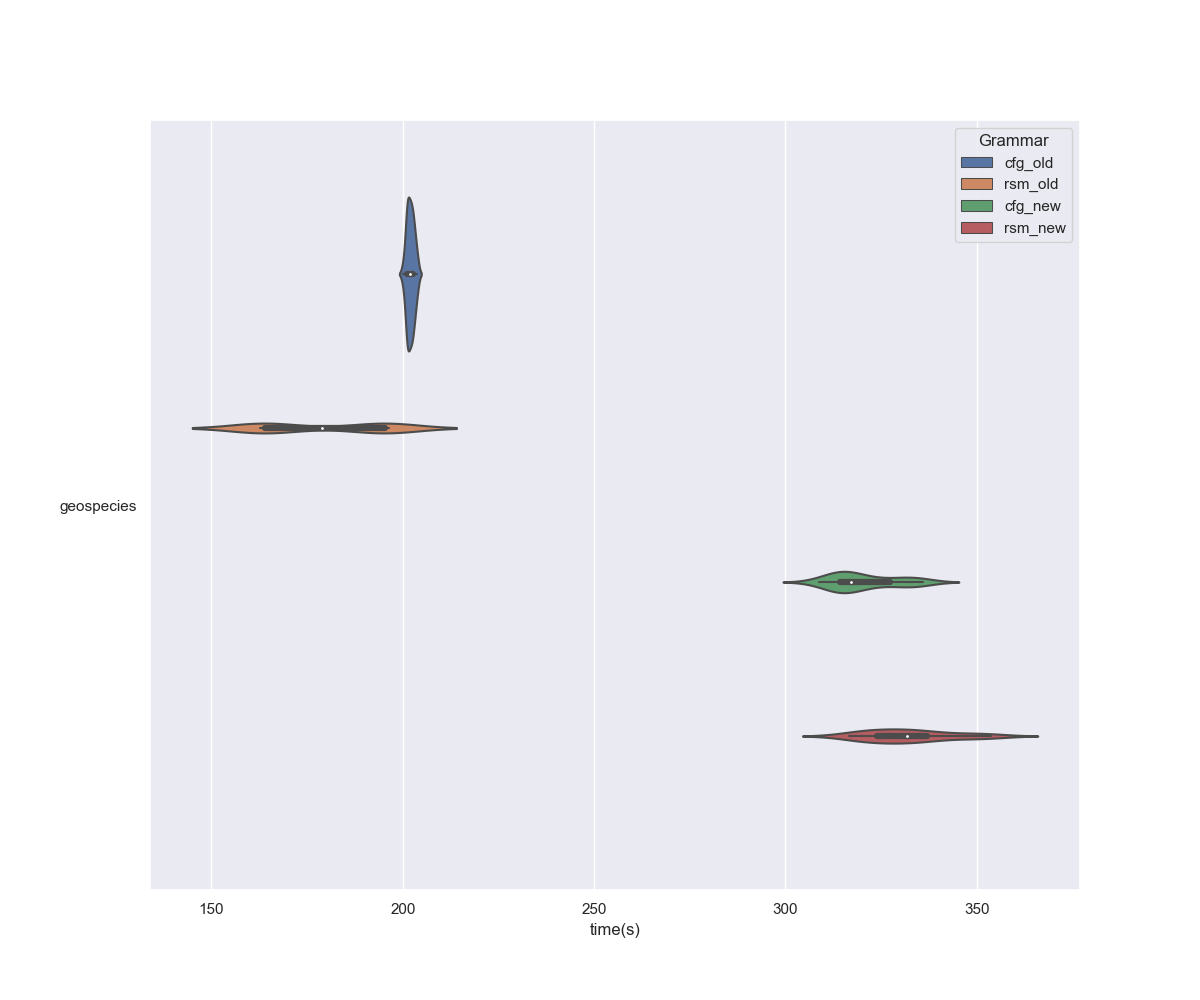 Grammar
cfg_old
rsm_old
cfg_new
rsm_new
geospecies
150 200 250 300 350
time(s)